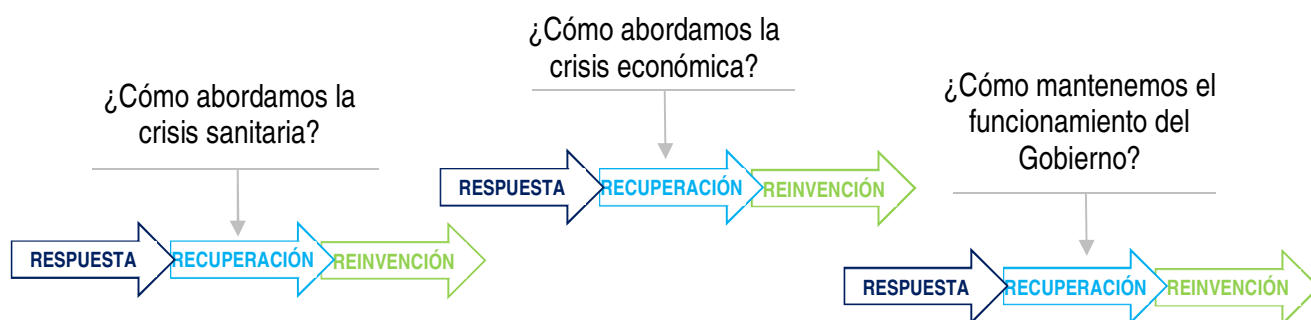 ¿Cómo abordamos la
crisis sanitaria?
RESPUESTA
RECUPERACIÓN
REINVENCIÓN
¿Cómo abordamos la
crisis económica?
RESPUESTA
RECUPERACIÓN
REINVENCIÓN
¿Cómo mantenemos el
funcionamiento del
Gobierno?
RESPUESTA
RECUPERACIÓN
REINVENCIÓN